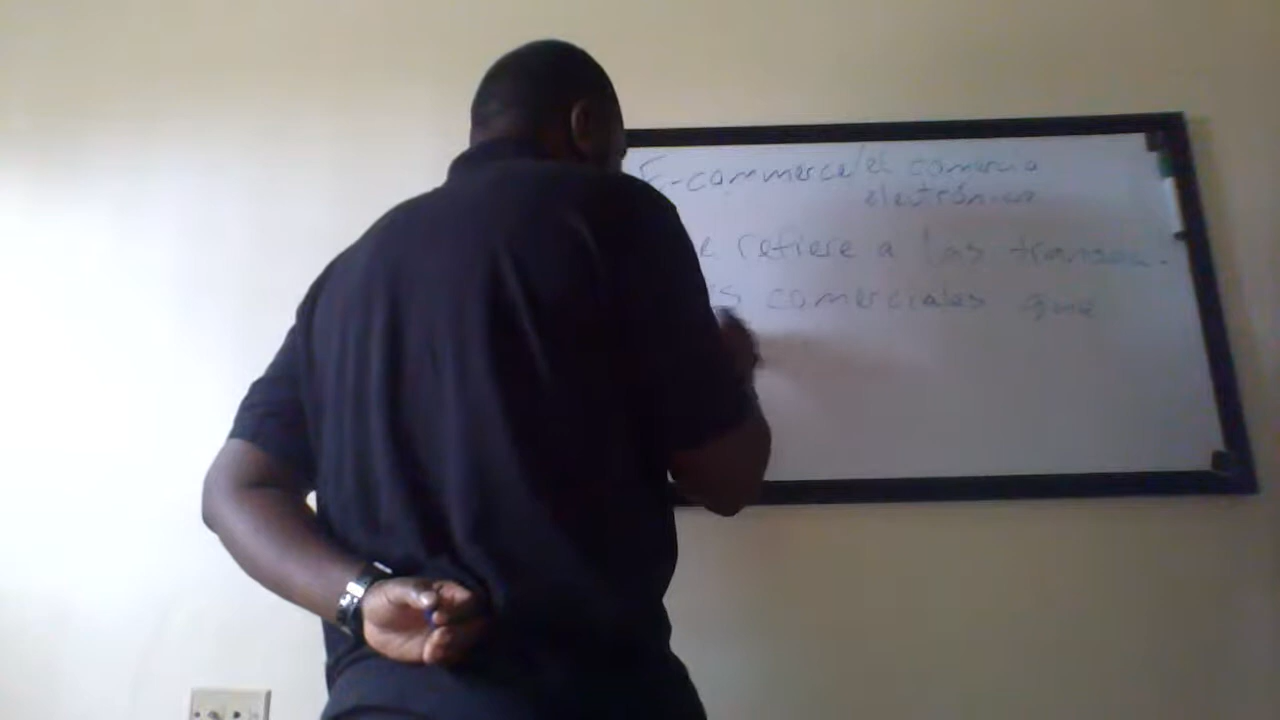 E-commerce/el comercio
electrónico
e refiere a las transac-
s comerciales que